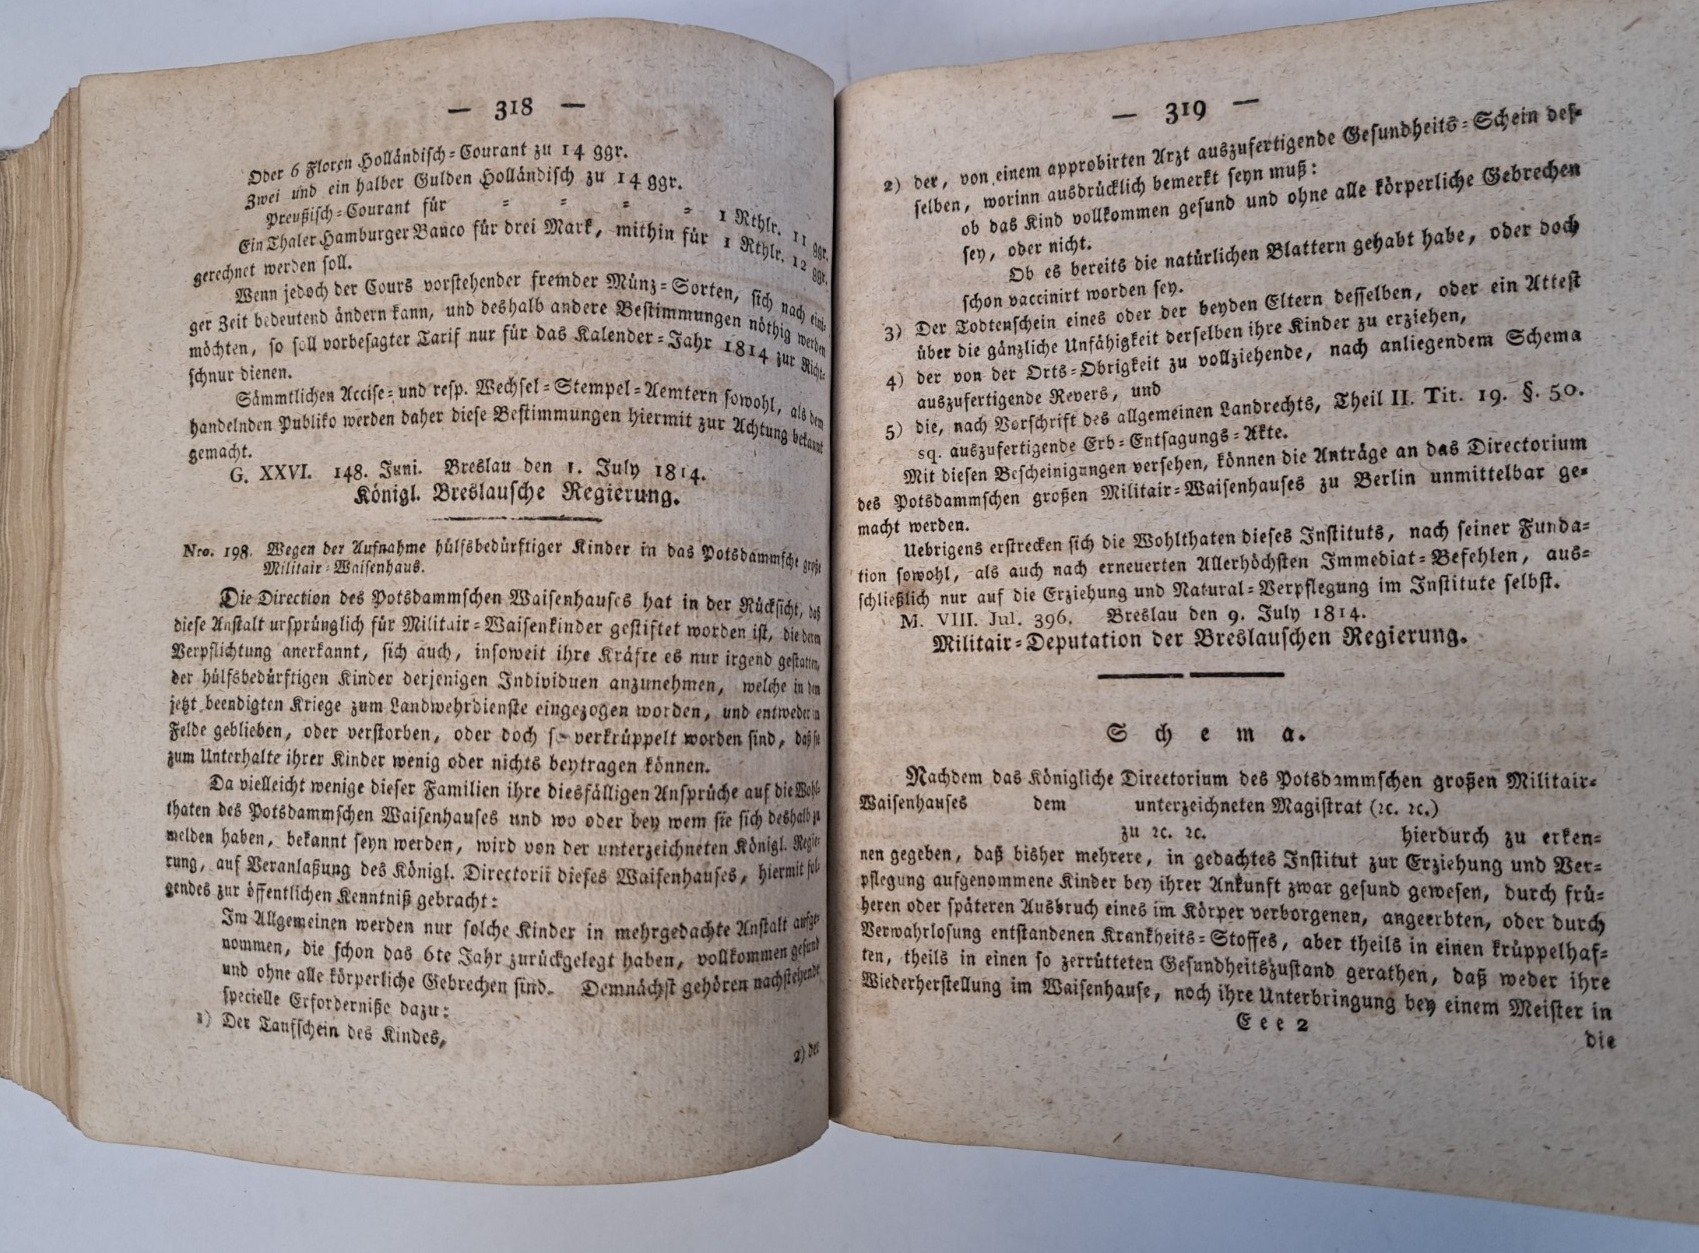 — 318 —
Oder 6 Floren Holländisch-Courant zu 14 ggr.
Zwei und ein halber Gulden Holländisch zu 14 ggr.
Preußisch-Courant für = = = = 1 Rthlr. 11 ggr.
Ein Thaler Hamburger Banco für drei Mark, mithin für 1 Rthlr. 12 ggr.
gerechnet werden soll.
Wenn jedoch der Cours vorstehender fremder Münz-Sorten, sich nach eini-
ger Zeit bedeutend ändern kann, und deshalb andere Bestimmungen nöthig werden
möchten, so soll vorbesagter Tarif nur für das Kalender-Jahr 1814 zur Richt-
schnur dienen.
Sämmtlichen Accise- und resp. Wechsel-Stempel-Aemtern sowohl, als dem
handelnden Publiko werden daher diese Bestimmungen hiermit zur Achtung bekannt
gemacht.
G. XXVI. 148. Juni. Breslau den 1. July 1814.
Königl. Breslausche Regierung.
Nro. 198. Wegen der Aufnahme hülfsbedürftiger Kinder in das Potsdammsche große
Militair-Waisenhaus.
Die Direction des Potsdammschen Waisenhauses hat in der Rücksicht, daß
diese Anstalt ursprünglich für Militair-Waisenkinder gestiftet worden ist, die deren
Verpflichtung anerkannt, sich auch, insoweit ihre Kräfte es nur irgend gestatten,
der hülfsbedürftigen Kinder derjenigen Individuen anzunehmen, welche in dem
jetzt beendigten Kriege zum Landwehrdienste eingezogen worden, und entweder in
Felde geblieben, oder verstorben, oder doch so verkrüppelt worden sind, daß sie
zum Unterhalte ihrer Kinder wenig oder nichts beytragen können.
Da vielleicht wenige dieser Familien ihre diesfälligen Ansprüche auf die Wohl-
thaten des Potsdammschen Waisenhauses und wo oder bey wem sie sich deshalb zu
melden haben, bekannt seyn werden, wird von der unterzeichneten Königl. Regie-
rung, auf Veranlaßung des Königl. Directorii dieses Waisenhauses, hiermit fol-
gendes zur öffentlichen Kenntniß gebracht:
Im Allgemeinen werden nur solche Kinder in mehrgedachte Anstalt aufge-
nommen, die schon das 6te Jahr zurückgelegt haben, vollkommen gesund
und ohne alle körperliche Gebrechen sind. Demnächst gehören nachstehende
specielle Erforderniße dazu:
1) Der Taufschein des Kindes,
2) der
— 319 —
2) der, von einem approbirten Arzt auszufertigende Gesundheits-Schein des-
selben, worinn ausdrücklich bemerkt seyn muß:
ob das Kind vollkommen gesund und ohne alle körperliche Gebrechen
sey, oder nicht.
Ob es bereits die natürlichen Blattern gehabt habe, oder doch
schon vaccinirt worden sey.
3) Der Todtenschein eines oder der beyden Eltern desselben, oder ein Attest
über die gänzliche Unfähigkeit derselben ihre Kinder zu erziehen,
4) der von der Orts-Obrigkeit zu vollziehende, nach anliegendem Schema
auszufertigende Revers, und
5) die, nach Vorschrift des allgemeinen Landrechts, Theil II. Tit. 19. §. 50.
sq. auszufertigende Erb-Entsagungs-Akte.
Mit diesen Bescheinigungen versehen, können die Anträge an das Directorium
des Potsdammschen großen Militair-Waisenhauses zu Berlin unmittelbar ge-
macht werden.
Uebrigens erstrecken sich die Wohlthaten dieses Instituts, nach seiner Funda-
tion sowohl, als auch nach erneuerten Allerhöchsten Immediat-Befehlen, aus-
schließlich nur auf die Erziehung und Natural-Verpflegung im Institute selbst.
M. VIII. Jul. 396. Breslau den 9. July 1814.
Militair-Deputation der Breslauschen Regierung.
Schema.
Nachdem das Königliche Directorium des Potsdammschen großen Militair-
Waisenhauses dem unterzeichneten Magistrat (ꝛc. ꝛc.)
zu ꝛc. ꝛc. hierdurch zu erken-
nen gegeben, daß bisher mehrere, in gedachtes Institut zur Erziehung und Ver-
pflegung aufgenommene Kinder bey ihrer Ankunft zwar gesund gewesen, durch frü-
heren oder späteren Ausbruch eines im Körper verborgenen, angeerbten, oder durch
Verwahrlosung entstandenen Krankheits-Stoffes, aber theils in einen krüppelhaf-
ten, theils in einen so zerrütteten Gesundheitszustand gerathen, daß weder ihre
Wiederherstellung im Waisenhause, noch ihre Unterbringung bey einem Meister in
Eee 2
die